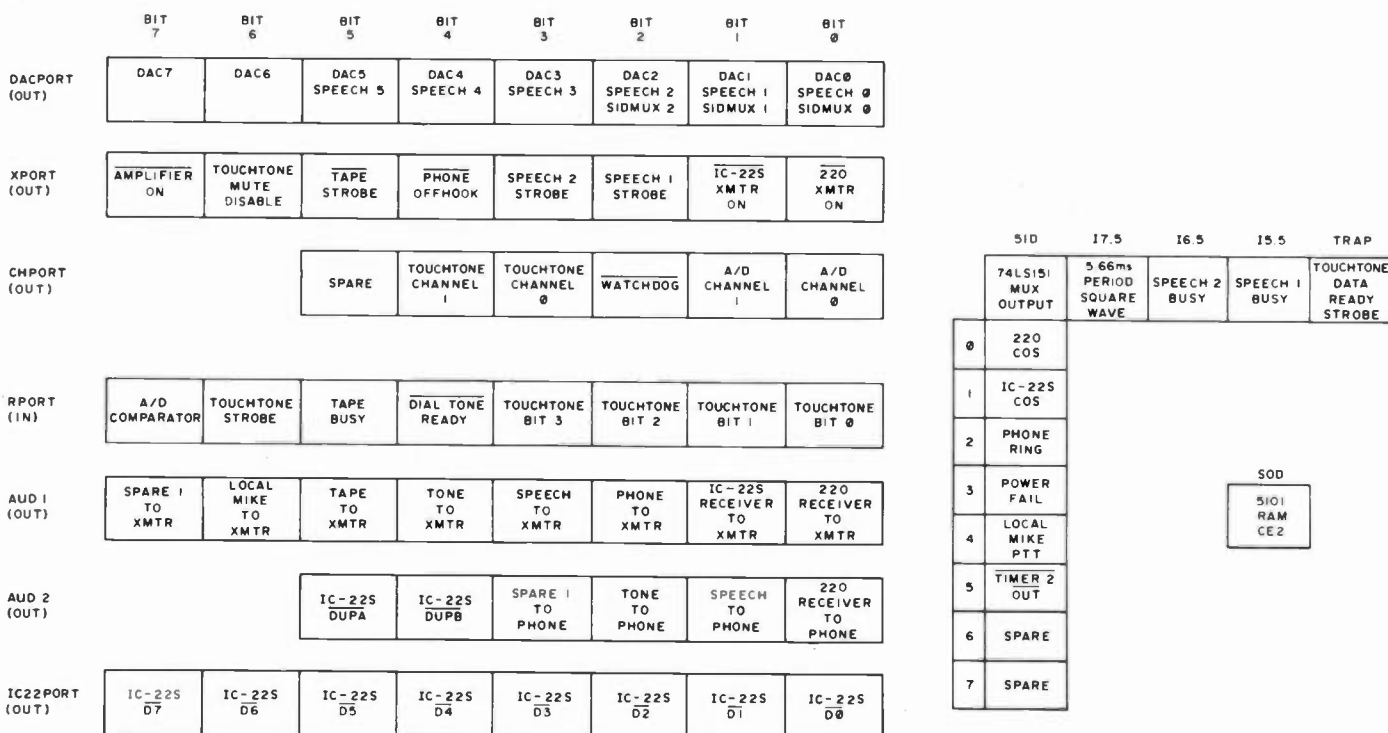 BIT 7 BIT 6 BIT 5 BIT 4 BIT 3 BIT 2 BIT 1 BIT 0
DACPORT (OUT)
DAC7
DAC6
DAC5 SPEECH 5
DAC4 SPEECH 4
DAC3 SPEECH 3
DAC2 SPEECH 2 SIDMUX 2
DAC1 SPEECH 1 SIDMUX 1
DAC0 SPEECH 0 SIDMUX 0
XPORT (OUT)
AMPLIFIER ON
TOUCHTONE MUTE DISABLE
TAPE STROBE
PHONE OFFHOOK
SPEECH 2 STROBE
SPEECH 1 STROBE
IC-22S XMTR ON
220 XMTR ON
CHPORT (OUT)
SPARE
TOUCHTONE CHANNEL 1
TOUCHTONE CHANNEL 0
WATCHDOG
A/D CHANNEL 1
A/D CHANNEL 0
RPORT (IN)
A/D COMPARATOR
TOUCHTONE STROBE
TAPE BUSY
DIAL TONE READY
TOUCHTONE BIT 3
TOUCHTONE BIT 2
TOUCHTONE BIT 1
TOUCHTONE BIT 0
AUD 1 (OUT)
SPARE 1 TO XMTR
LOCAL MIKE TO XMTR
TAPE TO XMTR
TONE TO XMTR
SPEECH TO XMTR
PHONE TO XMTR
IC-22S RECEIVER TO XMTR
220 RECEIVER TO XMTR
AUD 2 (OUT)
IC-22S DUPA
IC-22S DUPB
SPARE 1 TO PHONE
TONE TO PHONE
SPEECH TO PHONE
220 RECEIVER TO PHONE
IC22PORT (OUT)
IC-22S D7
IC-22S D6
IC-22S D5
IC-22S D4
IC-22S D3
IC-22S D2
IC-22S D1
IC-22S D0
SID I7.5 I6.5 I5.5 TRAP
74LS151 MUX OUTPUT
5.66ms PERIOD SQUARE WAVE
SPEECH 2 BUSY
SPEECH 1 BUSY
TOUCHTONE DATA READY STROBE
0 220 COS
1 IC-22S COS
2 PHONE RING
3 POWER FAIL
4 LOCAL MIKE PTT
5 TIMER 2 OUT
6 SPARE
7 SPARE
SOD
5101 RAM CE2